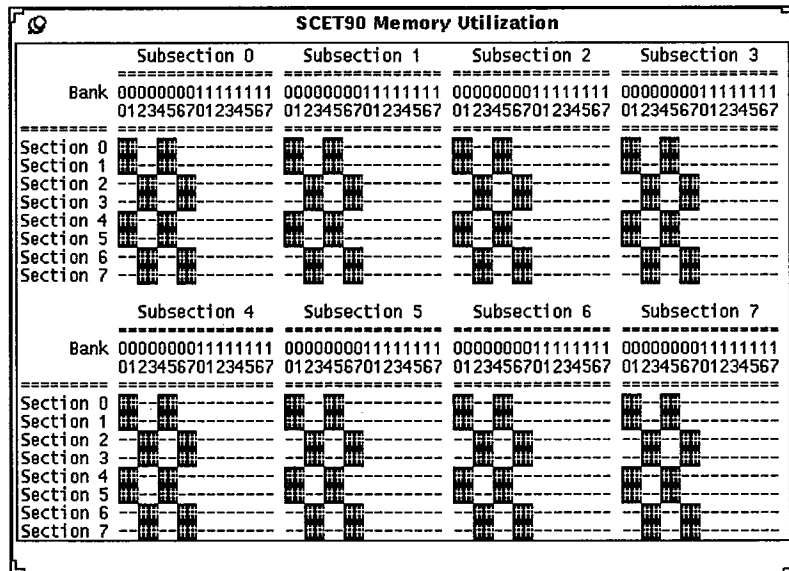 SCET90 Memory Utilization
Subsection 0 Subsection 1 Subsection 2 Subsection 3
Bank 0000000011111111 0000000011111111 0000000011111111 0000000011111111
0123456701234567 0123456701234567 0123456701234567 0123456701234567
Section 0
Section 1
Section 2
Section 3
Section 4
Section 5
Section 6
Section 7
Subsection 4 Subsection 5 Subsection 6 Subsection 7
Bank 0000000011111111 0000000011111111 0000000011111111 0000000011111111
0123456701234567 0123456701234567 0123456701234567 0123456701234567
Section 0
Section 1
Section 2
Section 3
Section 4
Section 5
Section 6
Section 7